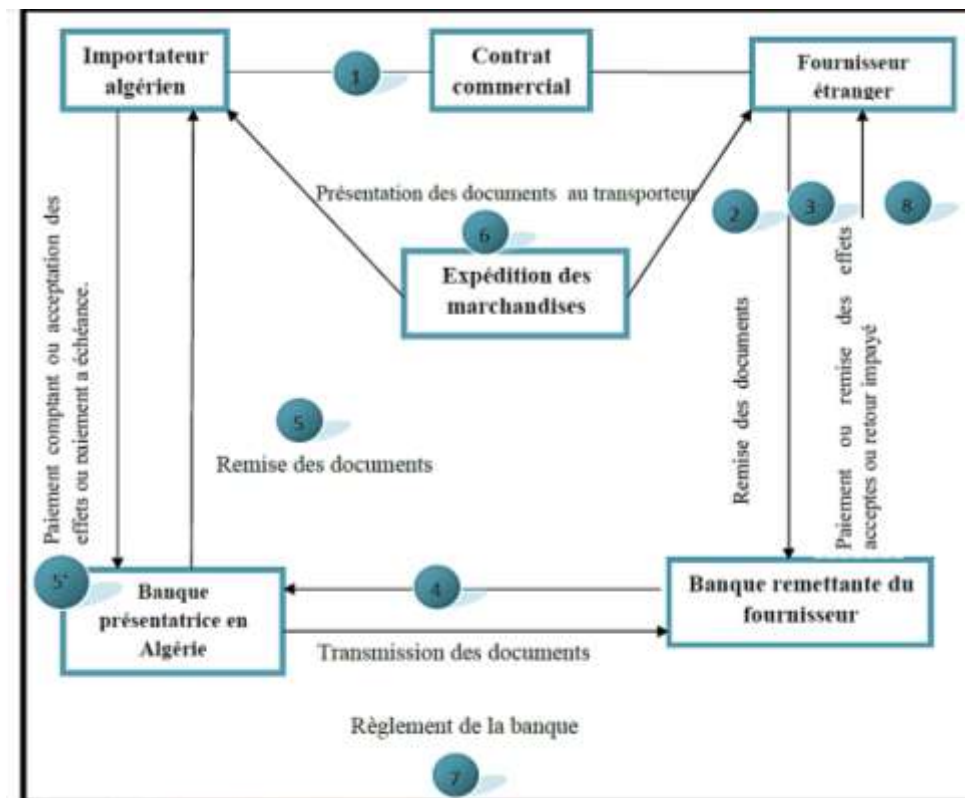 Importateur
algérien
1
Contrat
commercial
Fournisseur
étranger
Présentation des documents au transporteur
2
3
8
6
Expédition des
marchandises
Paiement comptant ou acceptation des
effets ou paiement a échéance.
5
Remise des documents
Remise des documents
Paiement ou remise des effets
acceptes ou retour impayé
5'
Banque
présentatrice en
Algérie
4
Banque remettante du
fournisseur
Transmission des documents
Règlement de la banque
7